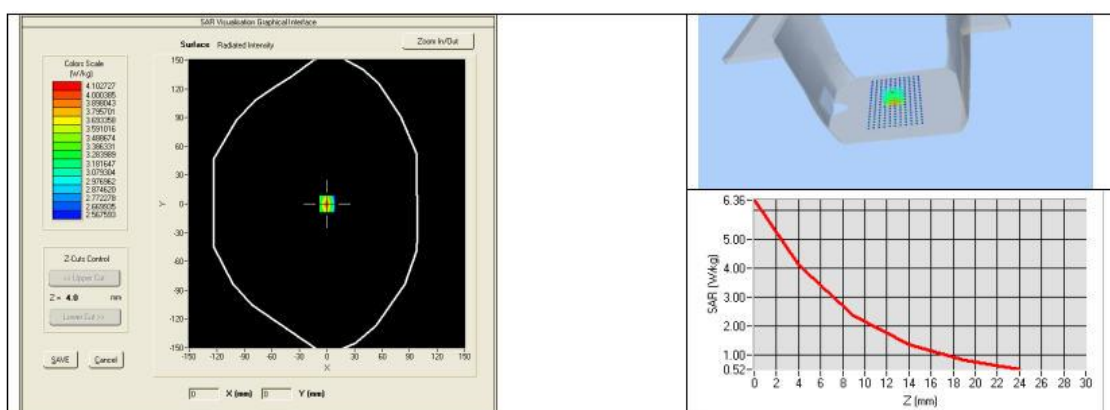 SAR Visualisation Graphical Interface
Surface Radiated Intensity
Zoom In/Out
Colors Scale
(W/kg)
4.102727
4.000385
3.898043
3.795701
3.693358
3.591016
3.488674
3.386331
3.283989
3.181647
3.079304
2.976962
2.874620
2.772278
2.669935
2.567593
150
120
90
60
30
0
-30
-60
-90
-120
-150
Y
-150 -120 -90 -60 -30 0 30 60 90 120 150
X
Z-Cuts Control
<< Upper Cut
Z = 4.0 mm
Lower Cut >>
SAVE Cancel
0 X (mm) 0 Y (mm)
6.36
5.00
4.00
3.00
2.00
1.00
0.52
SAR (W/kg)
0 2 4 6 8 10 12 14 16 18 20 22 24 26 28 30
Z (mm)